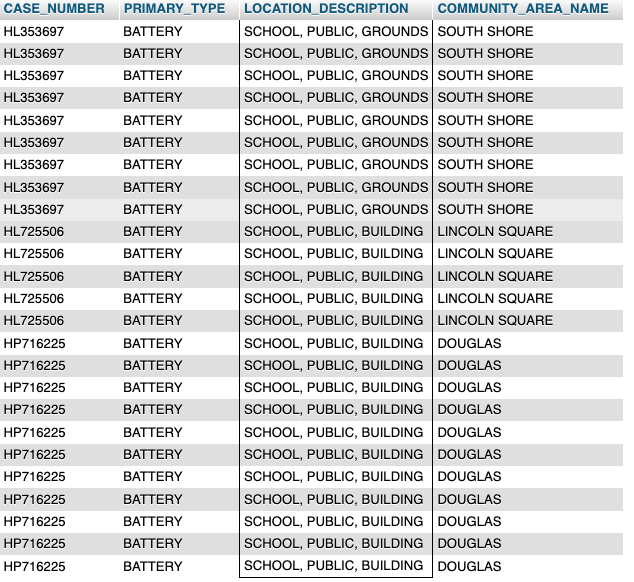 CASE_NUMBER PRIMARY_TYPE LOCATION_DESCRIPTION COMMUNITY_AREA_NAME
HL353697 BATTERY SCHOOL, PUBLIC, GROUNDS SOUTH SHORE
HL353697 BATTERY SCHOOL, PUBLIC, GROUNDS SOUTH SHORE
HL353697 BATTERY SCHOOL, PUBLIC, GROUNDS SOUTH SHORE
HL353697 BATTERY SCHOOL, PUBLIC, GROUNDS SOUTH SHORE
HL353697 BATTERY SCHOOL, PUBLIC, GROUNDS SOUTH SHORE
HL353697 BATTERY SCHOOL, PUBLIC, GROUNDS SOUTH SHORE
HL353697 BATTERY SCHOOL, PUBLIC, GROUNDS SOUTH SHORE
HL353697 BATTERY SCHOOL, PUBLIC, GROUNDS SOUTH SHORE
HL353697 BATTERY SCHOOL, PUBLIC, GROUNDS SOUTH SHORE
HL725506 BATTERY SCHOOL, PUBLIC, BUILDING LINCOLN SQUARE
HL725506 BATTERY SCHOOL, PUBLIC, BUILDING LINCOLN SQUARE
HL725506 BATTERY SCHOOL, PUBLIC, BUILDING LINCOLN SQUARE
HL725506 BATTERY SCHOOL, PUBLIC, BUILDING LINCOLN SQUARE
HL725506 BATTERY SCHOOL, PUBLIC, BUILDING LINCOLN SQUARE
HP716225 BATTERY SCHOOL, PUBLIC, BUILDING DOUGLAS
HP716225 BATTERY SCHOOL, PUBLIC, BUILDING DOUGLAS
HP716225 BATTERY SCHOOL, PUBLIC, BUILDING DOUGLAS
HP716225 BATTERY SCHOOL, PUBLIC, BUILDING DOUGLAS
HP716225 BATTERY SCHOOL, PUBLIC, BUILDING DOUGLAS
HP716225 BATTERY SCHOOL, PUBLIC, BUILDING DOUGLAS
HP716225 BATTERY SCHOOL, PUBLIC, BUILDING DOUGLAS
HP716225 BATTERY SCHOOL, PUBLIC, BUILDING DOUGLAS
HP716225 BATTERY SCHOOL, PUBLIC, BUILDING DOUGLAS
HP716225 BATTERY SCHOOL, PUBLIC, BUILDING DOUGLAS
HP716225 BATTERY SCHOOL, PUBLIC, BUILDING DOUGLAS